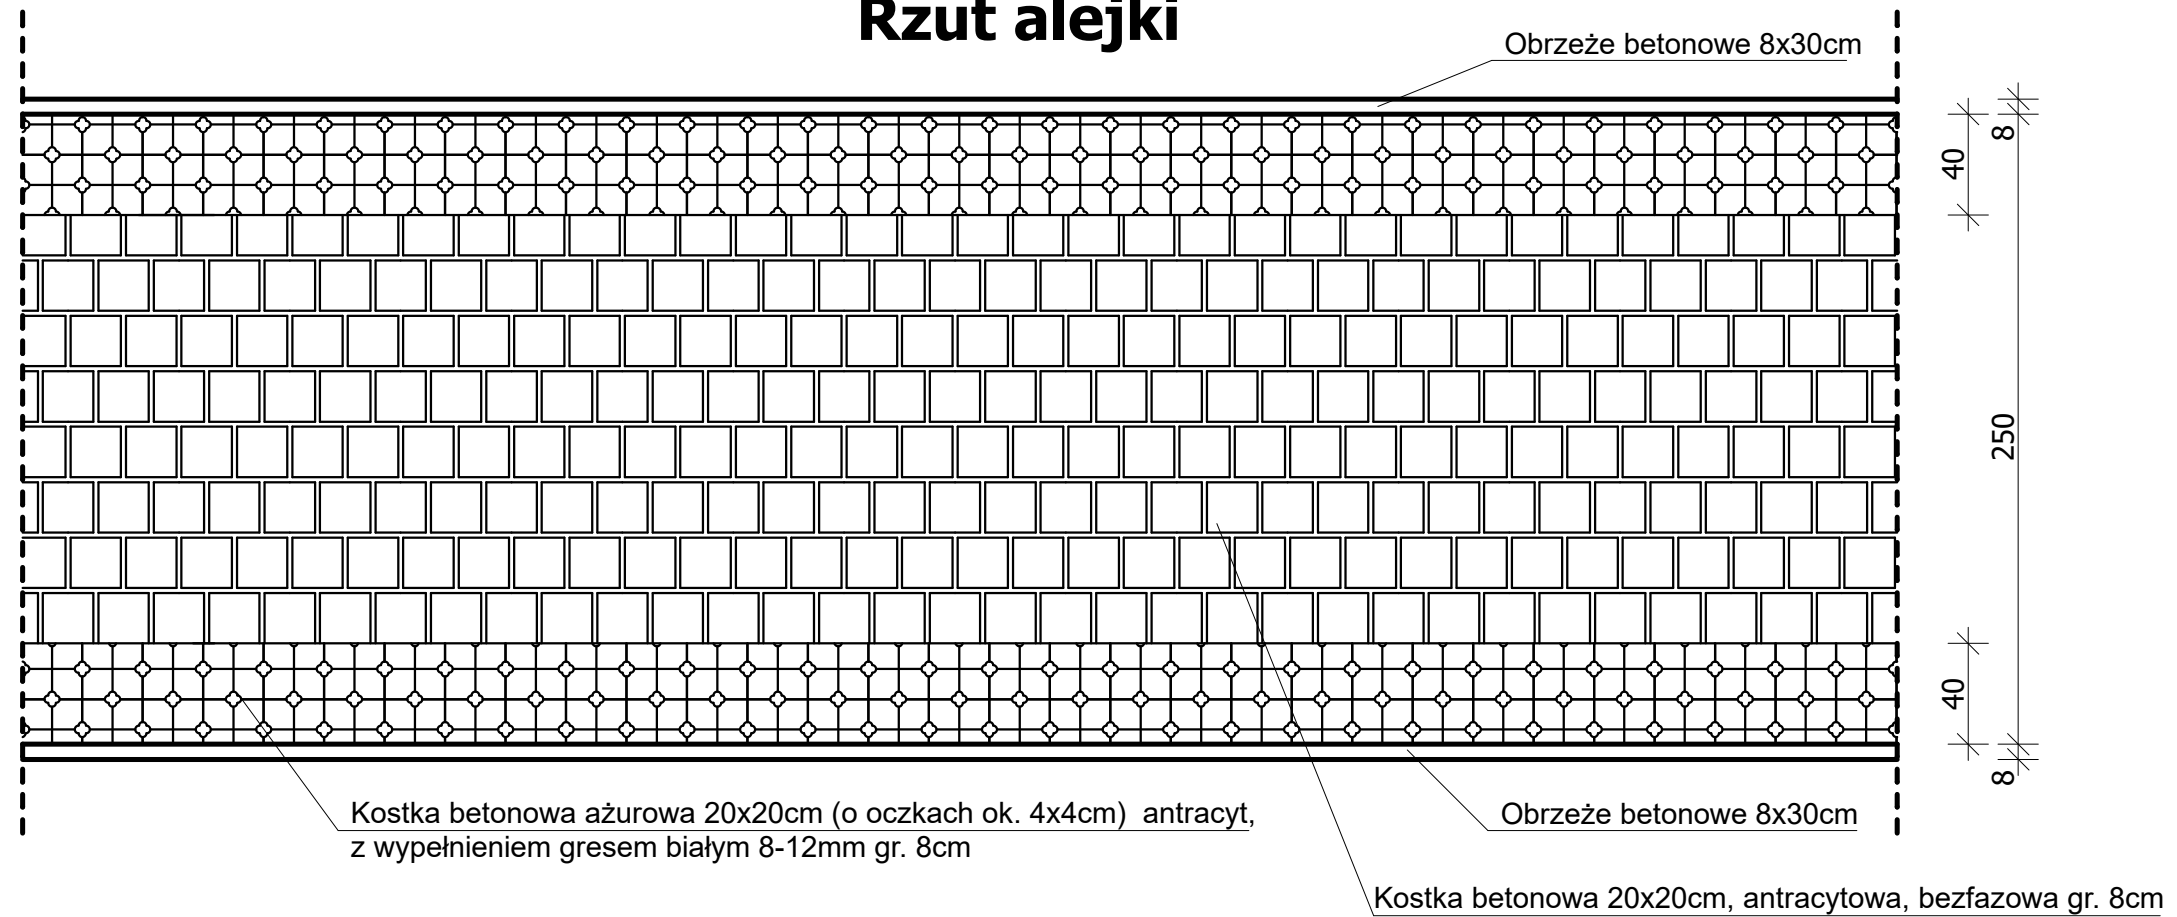 Rzut alejki
Obrzeże betonowe 8x30cm
8
40
250
40
8
Kostka betonowa ażurowa 20x20cm (o oczkach ok. 4x4cm)  antracyt,
z wypełnieniem gresem białym 8-12mm gr. 8cm
Obrzeże betonowe 8x30cm
Kostka betonowa 20x20cm, antracytowa, bezfazowa gr. 8cm